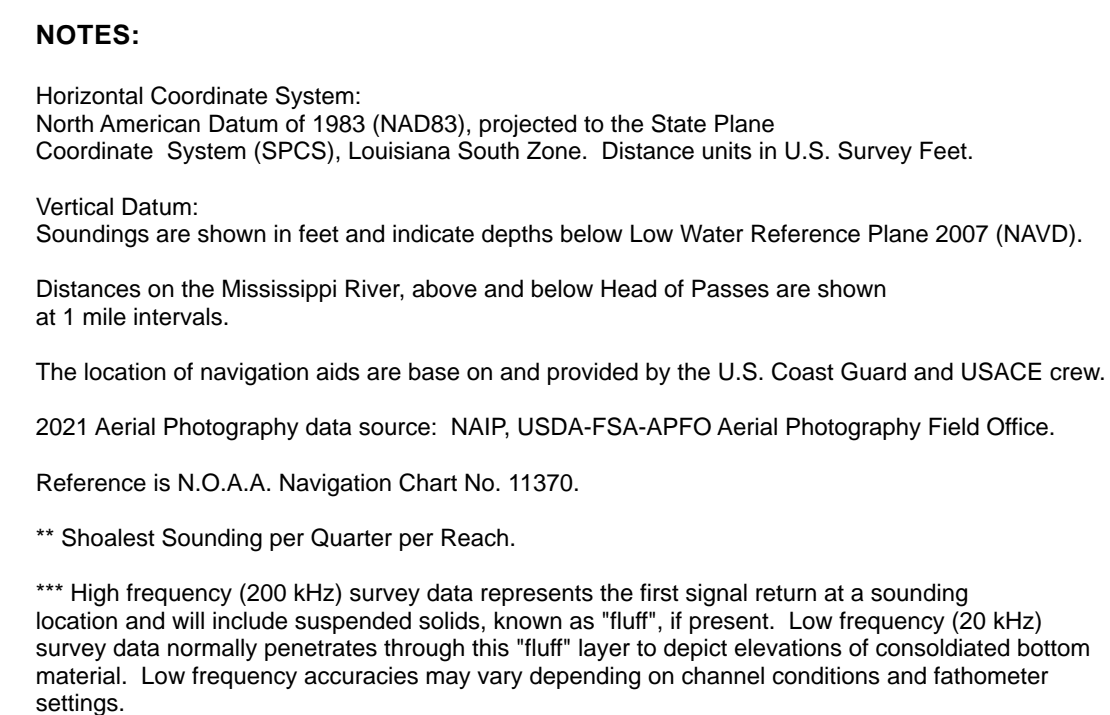 NOTES:
Horizontal Coordinate System:
North American Datum of 1983 (NAD83), projected to the State Plane
Coordinate  System (SPCS), Louisiana South Zone.  Distance units in U.S. Survey Feet.
Vertical Datum:
Soundings are shown in feet and indicate depths below Low Water Reference Plane 2007 (NAVD).
Distances on the Mississippi River, above and below Head of Passes are shown
at 1 mile intervals.
The location of navigation aids are base on and provided by the U.S. Coast Guard and USACE crew.
2021 Aerial Photography data source:  NAIP, USDA-FSA-APFO Aerial Photography Field Office.
Reference is N.O.A.A. Navigation Chart No. 11370.
** Shoalest Sounding per Quarter per Reach.
*** High frequency (200 kHz) survey data represents the first signal return at a sounding
location and will include suspended solids, known as "fluff", if present.  Low frequency (20 kHz)
survey data normally penetrates through this "fluff" layer to depict elevations of consoldiated bottom
material.  Low frequency accuracies may vary depending on channel conditions and fathometer
settings.